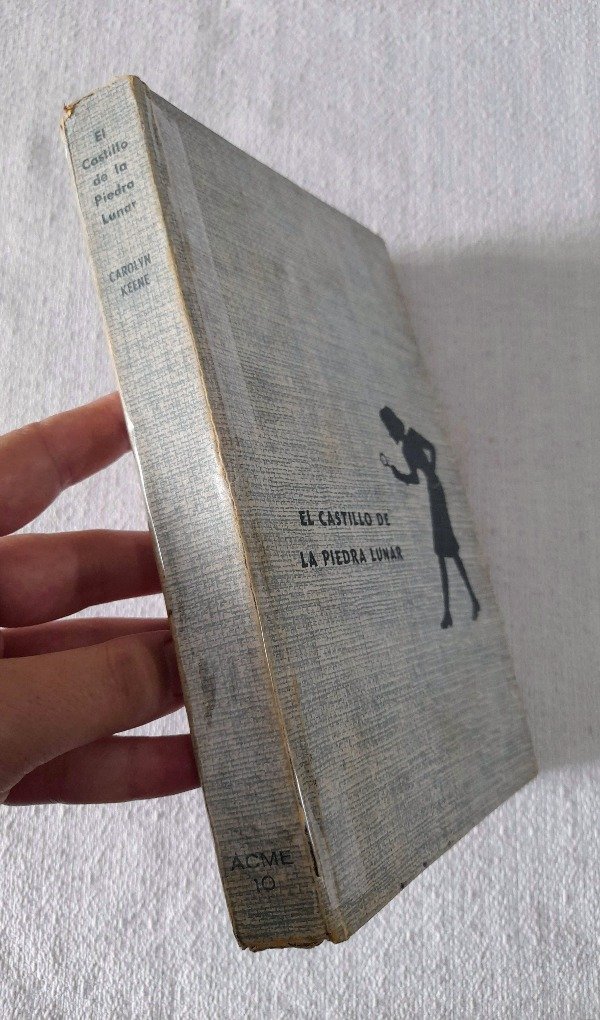 El
Castillo
de la
Piedra
Lunar
CAROLYN
KEENE
ACME
10
EL CASTILLO DE
LA PIEDRA LUNAR